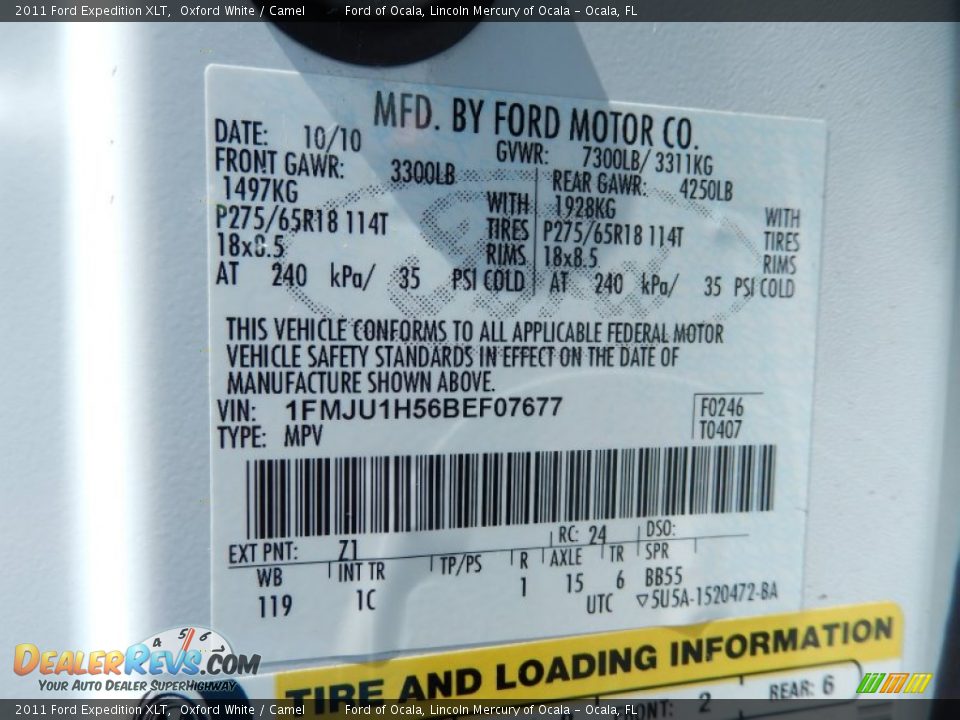 2011 Ford Expedition XLT, Oxford White / Camel Ford of Ocala, Lincoln Mercury of Ocala - Ocala, FL
MFD. BY FORD MOTOR CO.
DATE: 10/10 GVWR: 7300LB/ 3311KG
FRONT GAWR: 3300LB REAR GAWR: 4250LB
1497KG WITH 1928KG WITH
P275/65R18 114T TIRES P275/65R18 114T TIRES
18x8.5 RIMS 18x8.5 RIMS
AT 240 kPa/ 35 PSI COLD AT 240 kPa/ 35 PSI COLD
THIS VEHICLE CONFORMS TO ALL APPLICABLE FEDERAL MOTOR
VEHICLE SAFETY STANDARDS IN EFFECT ON THE DATE OF
MANUFACTURE SHOWN ABOVE.
VIN: 1FMJU1H56BEF07677 F0246
TYPE: MPV T0407
EXT PNT: Z1 RC: 24 DSO:
WB INT TR TP/PS R AXLE TR SPR
119 1C 1 15 6 BB55
UTC ▽5U5A-1520472-BA
TIRE AND LOADING INFORMATION
2 REAR: 6
4 5 6
DEALERREVS.COM
YOUR AUTO DEALER SUPERHIGHWAY
2011 Ford Expedition XLT, Oxford White / Camel Ford of Ocala, Lincoln Mercury of Ocala - Ocala, FL